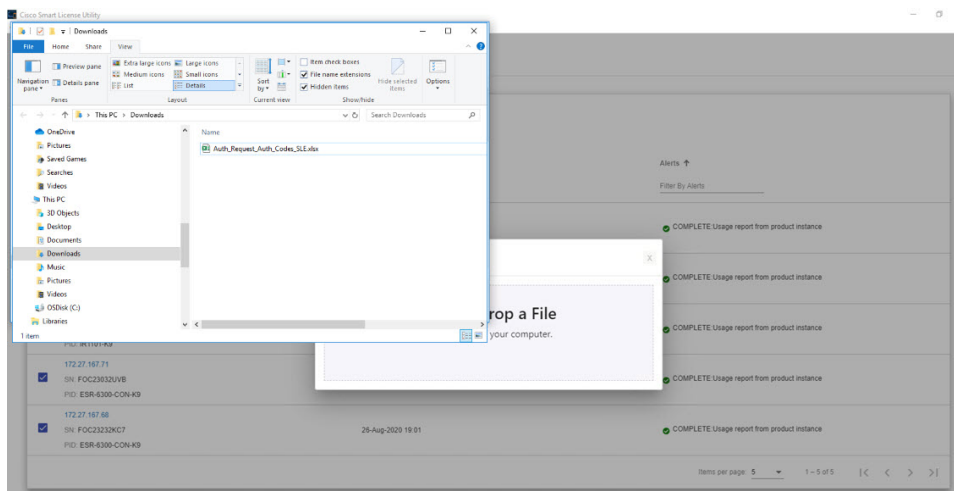 Cisco Smart License Utility
Downloads
File Home Share View
Navigation pane
Preview pane
Details pane
Panes
Extra large icons Large icons
Medium icons Small icons
List Details
Layout
Sort by
Current view
Item check boxes
File name extensions
Hidden items
Hide selected items
Show/hide
Options
This PC > Downloads
Search Downloads
OneDrive
Pictures
Saved Games
Searches
Videos
This PC
3D Objects
Desktop
Documents
Downloads
Music
Pictures
Videos
OSDisk (C:)
Libraries
Name
Auth_Request_Auth_Codes_SLE.xlsx
1 item
Alerts
Filter By Alerts
COMPLETE:Usage report from product instance
COMPLETE:Usage report from product instance
x
rop a File
your computer.
COMPLETE:Usage report from product instance
PID: IR1101-K9
172.27.167.71
SN: FOC23032UVB
PID: ESR-6300-CON-K9
COMPLETE:Usage report from product instance
172.27.167.68
SN: FOC23232KC7
PID: ESR-6300-CON-K9
26-Aug-2020 19:01
COMPLETE:Usage report from product instance
Items per page: 5 1 – 5 of 5